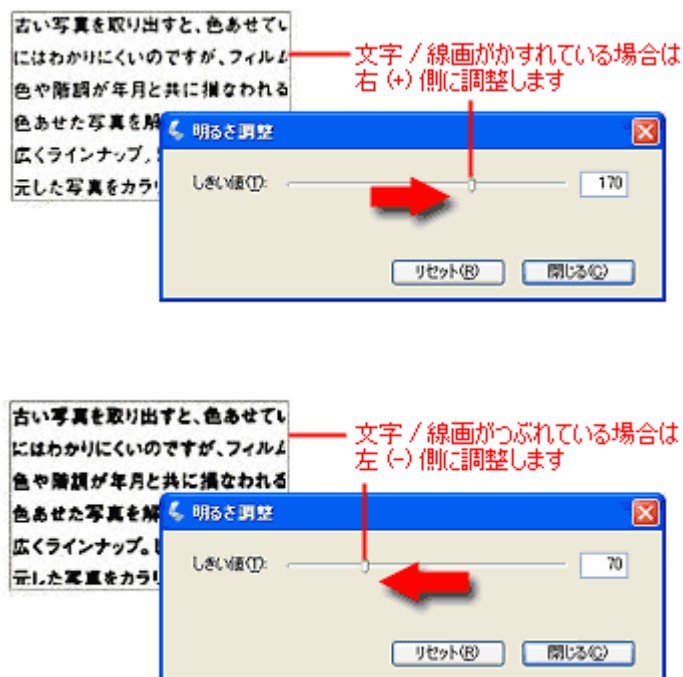 古い写真を取り出すと、色あせてい
にはわかりにくいのですが、フィルム
色や階調が年月と共に損なわれる
色あせた写真を解
広くラインナップ。
元した写真をカラリ
文字 / 線画がかすれている場合は
右 (+) 側に調整します
明るさ調整
しきい値(T):
170
リセット(R)
閉じる(C)
古い写真を取り出すと、色あせてい
にはわかりにくいのですが、フィルム
色や階調が年月と共に損なわれる
色あせた写真を解
広くラインナップ。
元した写真をカラリ
文字 / 線画がつぶれている場合は
左 (-) 側に調整します
明るさ調整
しきい値(T):
70
リセット(R)
閉じる(C)